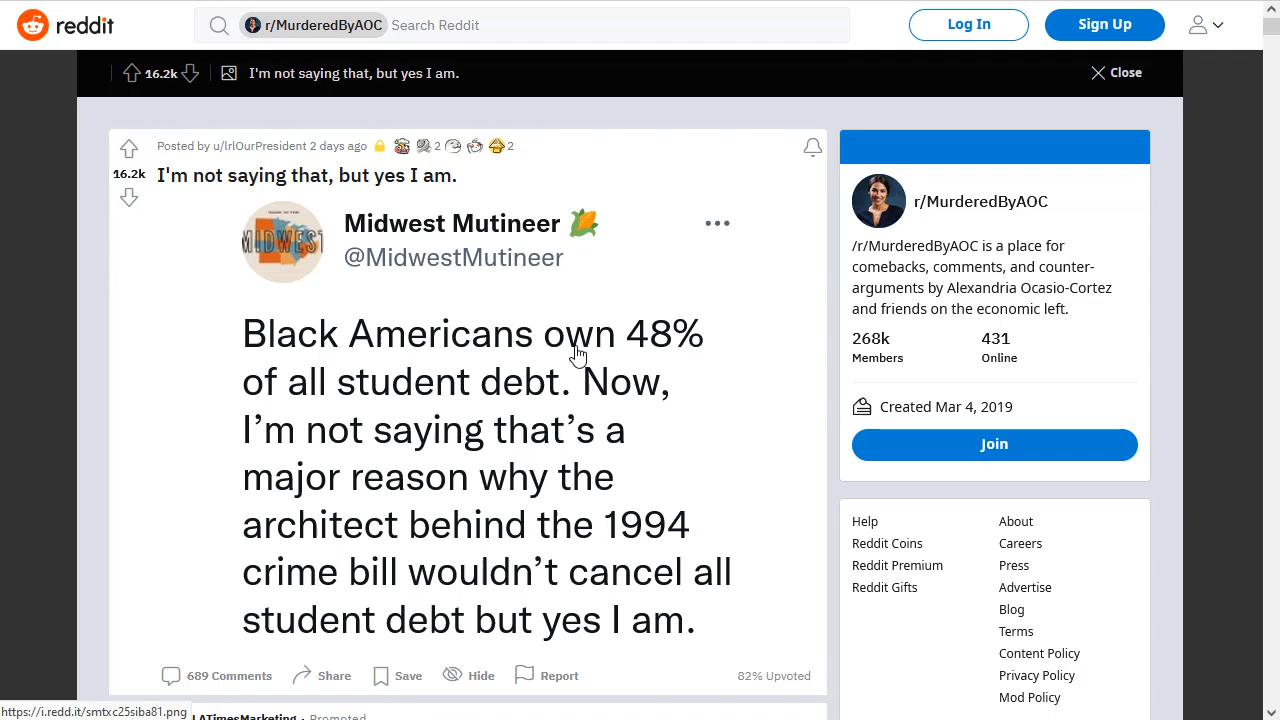 reddit
r/MurderedByAOC Search Reddit
Log In
Sign Up
16.2k
I'm not saying that, but yes I am.
Close
Posted by u/lrlOurPresident 2 days ago
2
2
16.2k
I'm not saying that, but yes I am.
MIDWEST
Midwest Mutineer 🌽
@MidwestMutineer
Black Americans own 48%
of all student debt. Now,
I’m not saying that’s a
major reason why the
architect behind the 1994
crime bill wouldn’t cancel all
student debt but yes I am.
689 Comments
Share
Save
Hide
Report
82% Upvoted
r/MurderedByAOC
/r/MurderedByAOC is a place for
comebacks, comments, and counter-
arguments by Alexandria Ocasio-Cortez
and friends on the economic left.
268k
431
Members
Online
Created Mar 4, 2019
Join
Help
About
Reddit Coins
Careers
Reddit Premium
Press
Reddit Gifts
Advertise
Blog
Terms
Content Policy
Privacy Policy
Mod Policy
https://i.redd.it/smtxc25siba81.png
LATimesMarketing · Promoted